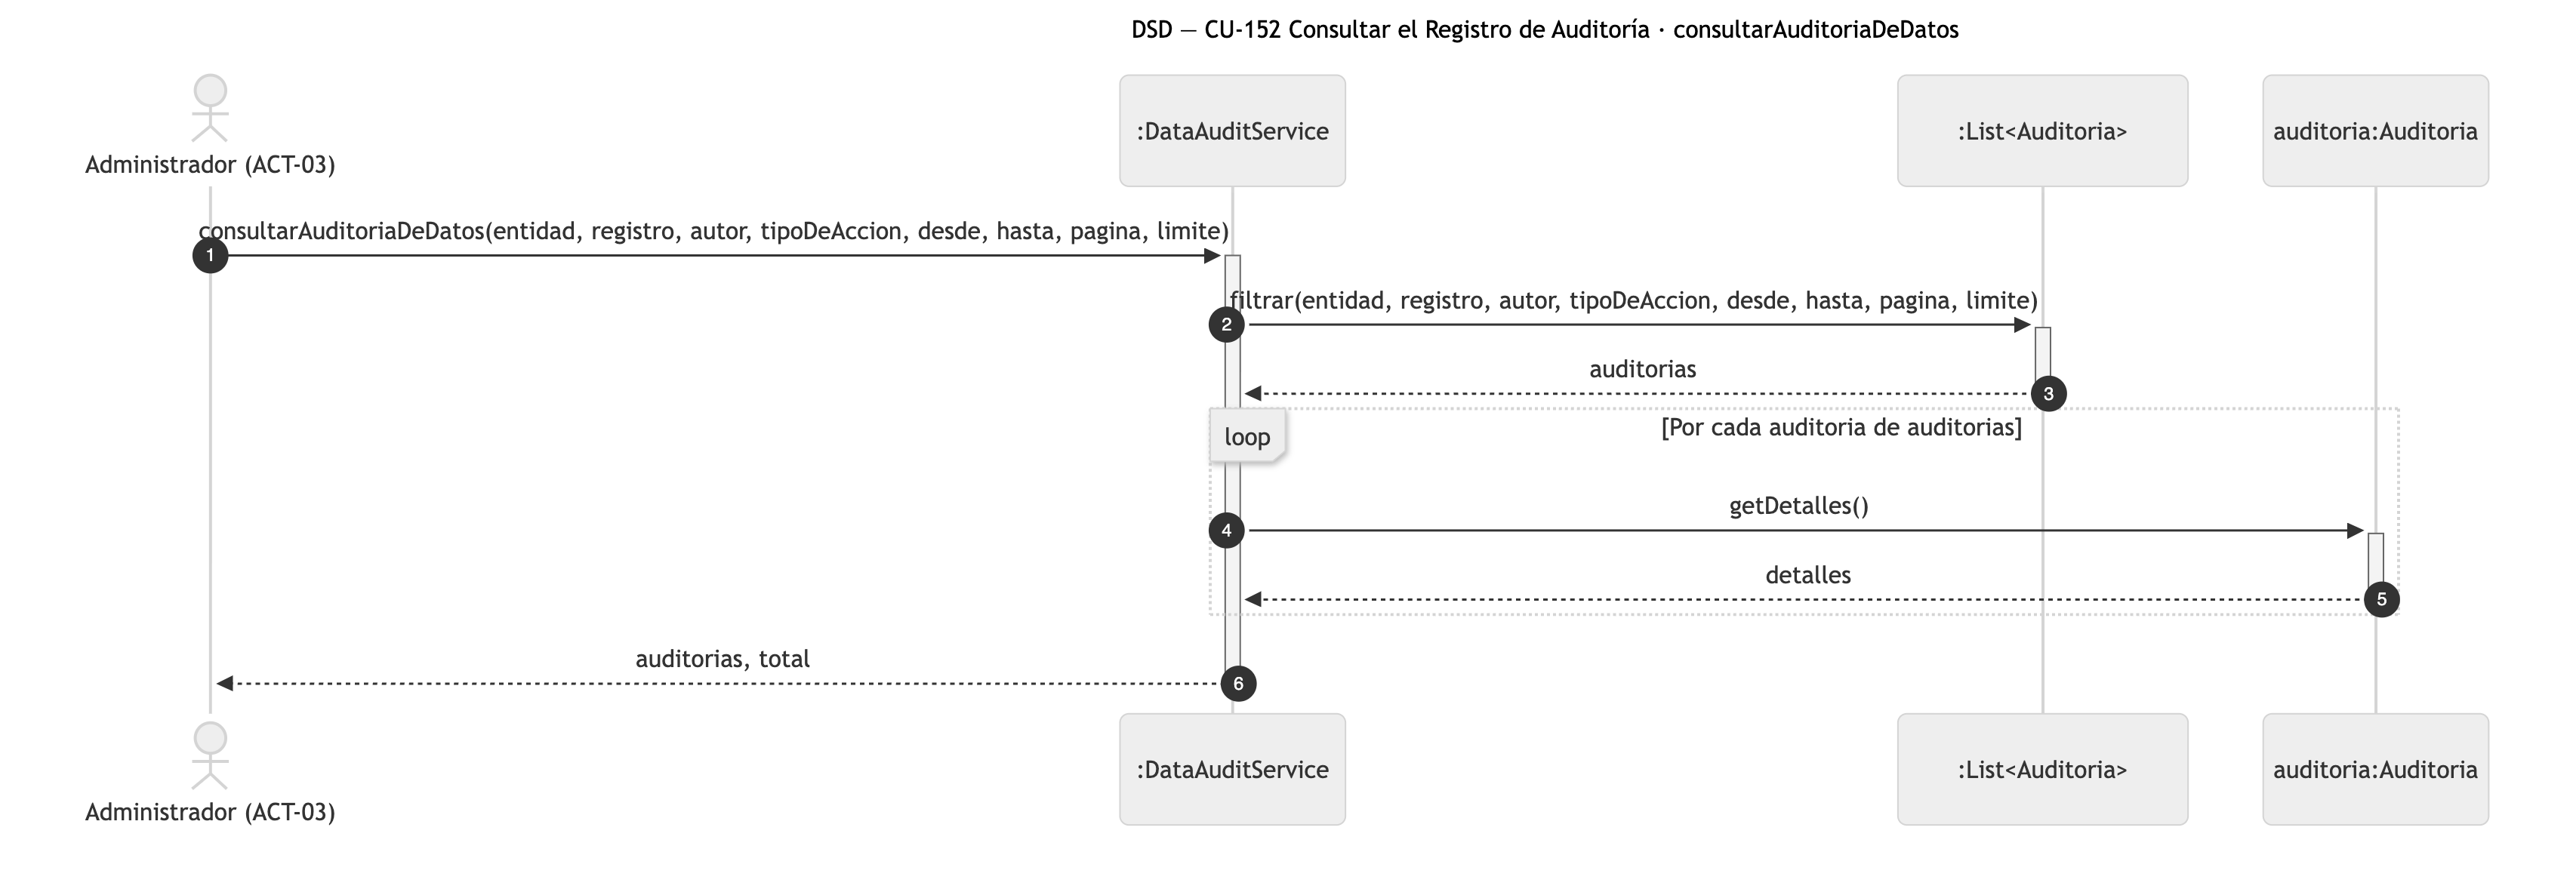 DSD — CU-152 Consultar el Registro de Auditoría · consultarAuditoriaDeDatos
Administrador (ACT-03)
:DataAuditService
:List<Auditoria>
auditoria:Auditoria
consultarAuditoriaDeDatos(entidad, registro, autor, tipoDeAccion, desde, hasta, pagina, limite)
1
filtrar(entidad, registro, autor, tipoDeAccion, desde, hasta, pagina, limite)
2
auditorias
3
loop
[Por cada auditoria de auditorias]
getDetalles()
4
detalles
5
auditorias, total
6
Administrador (ACT-03)
:DataAuditService
:List<Auditoria>
auditoria:Auditoria